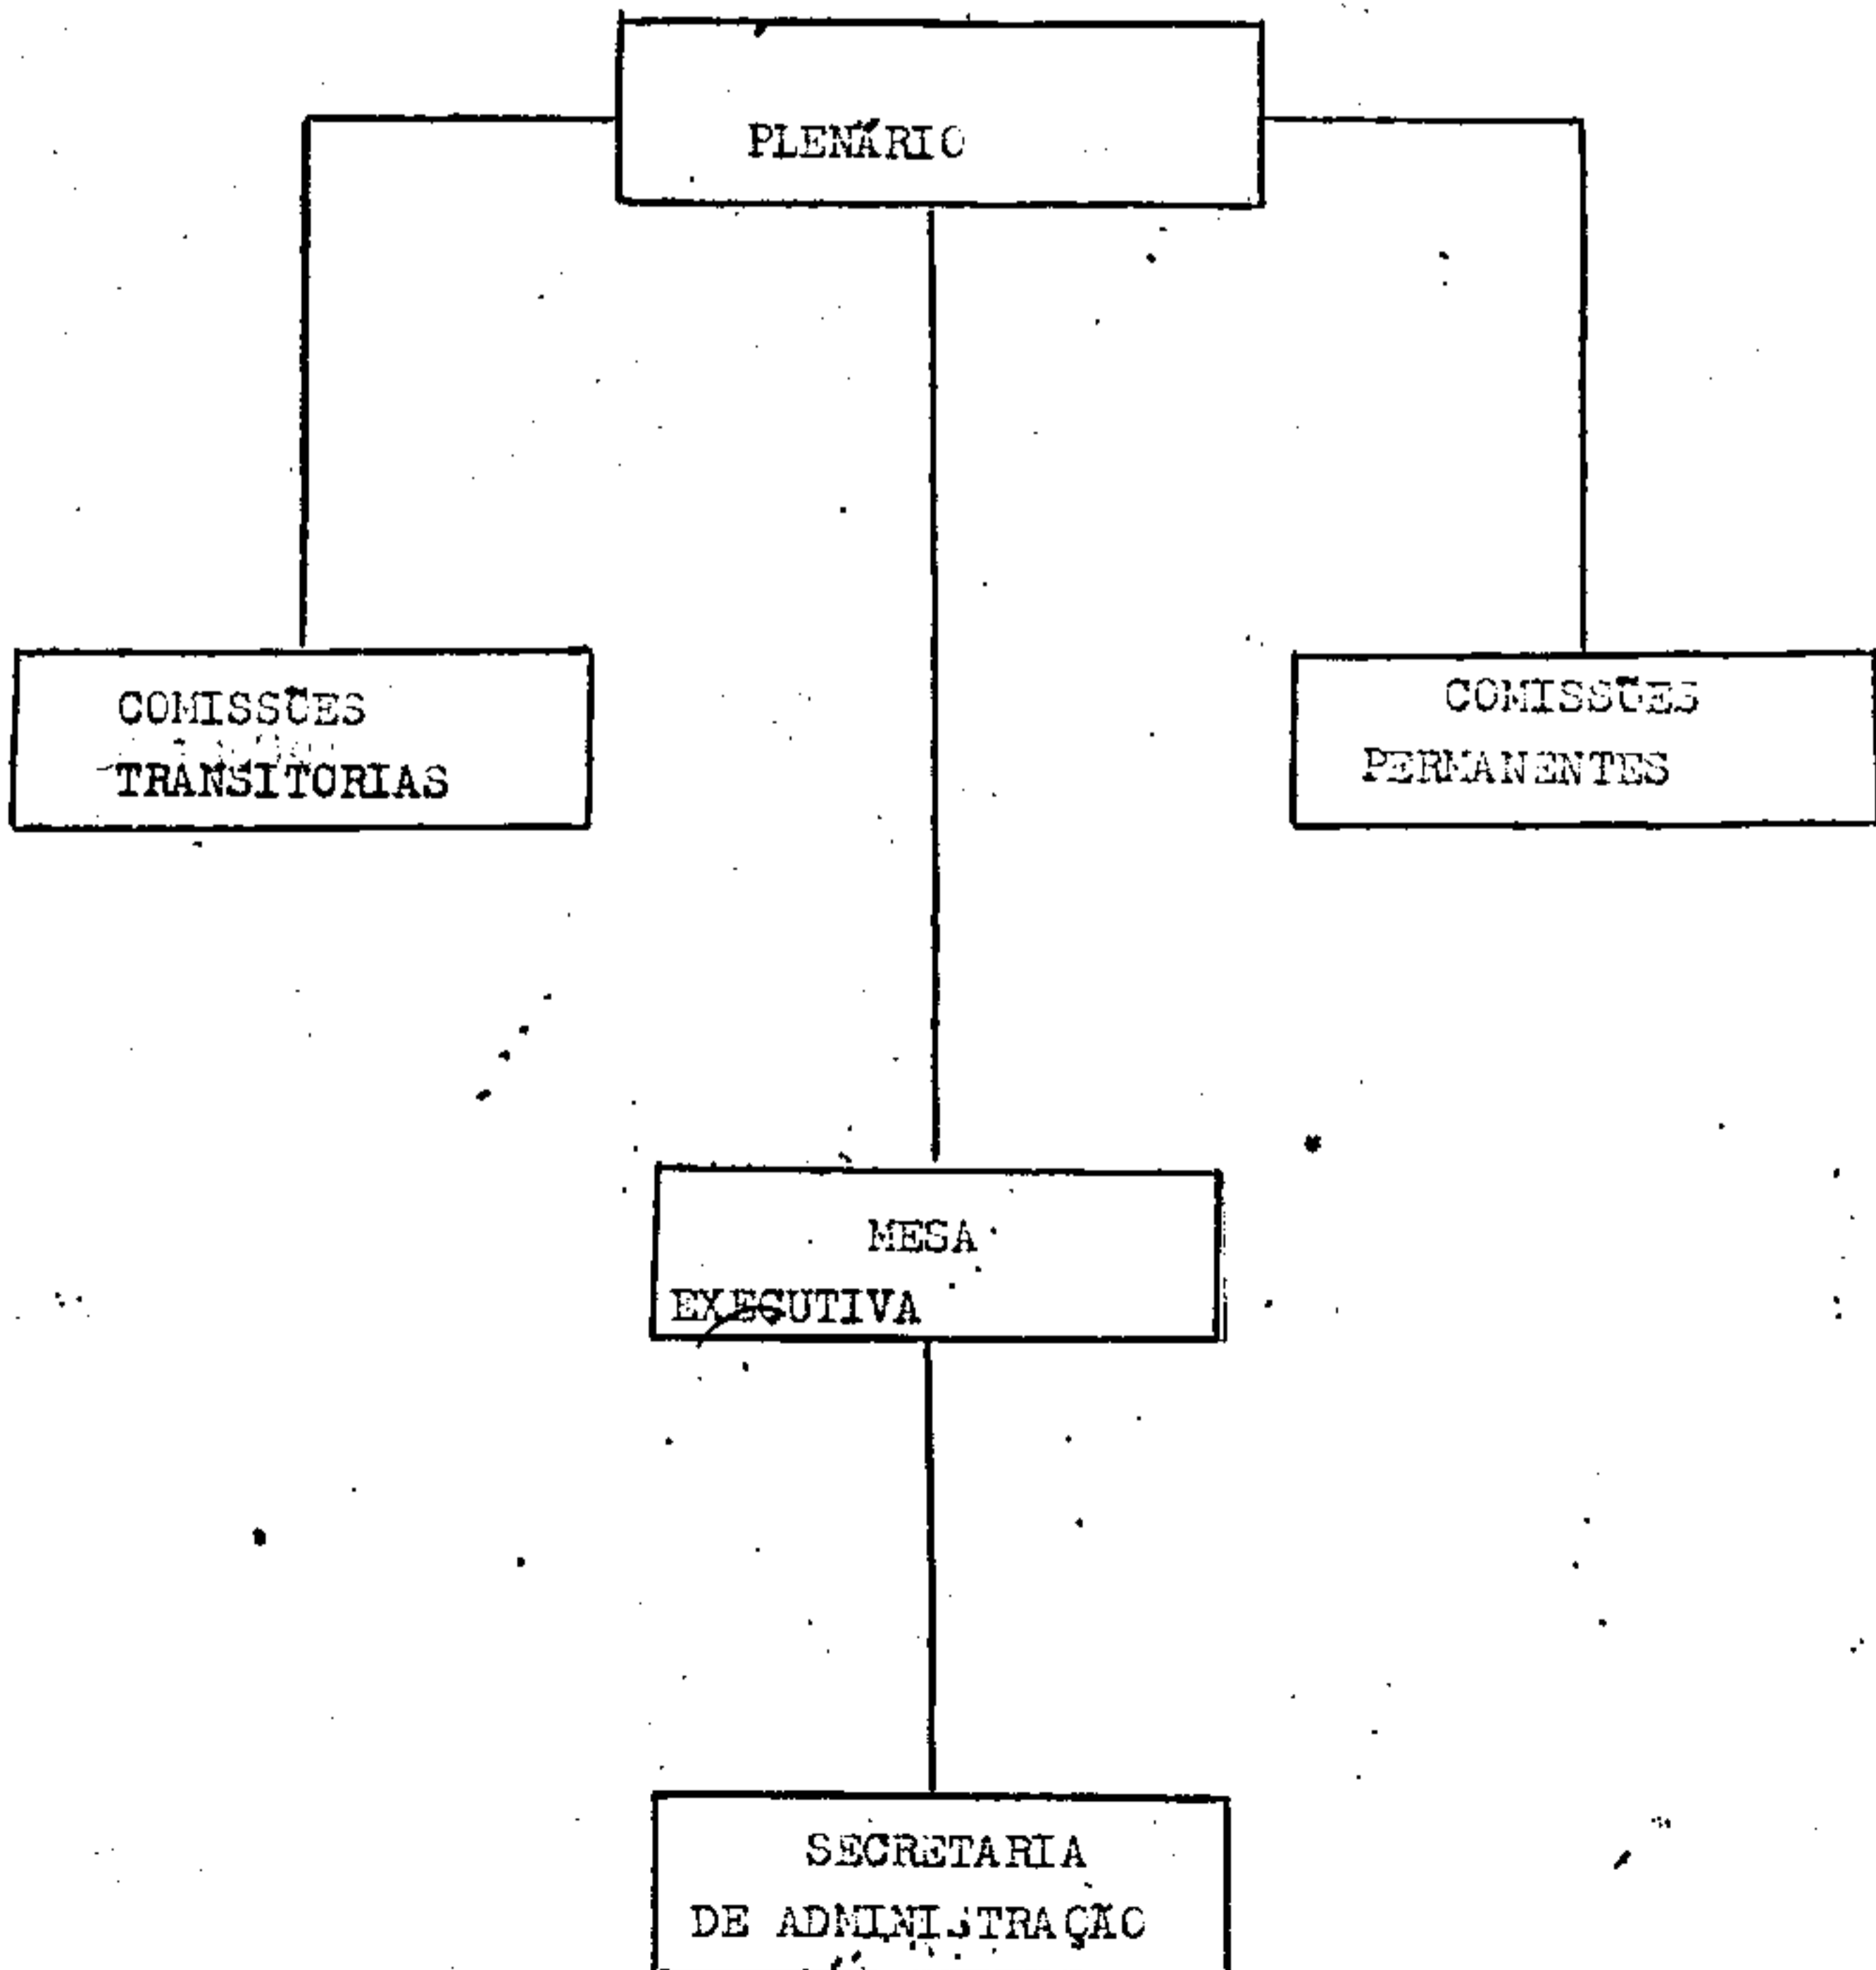 PLENÁRIO
COMISSÕES
TRANSITORIAS
COMISSÕES
PERMANENTES
MESA
EXECUTIVA
SECRETARIA
DE ADMINISTRAÇÃO